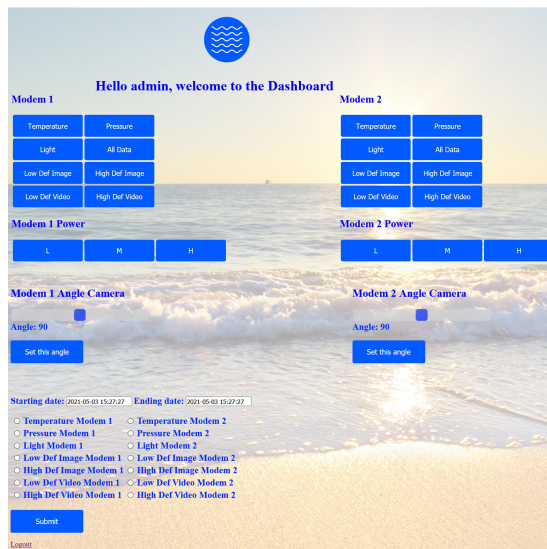 Hello admin, welcome to the Dashboard
Modem 1
Modem 2
Temperature Pressure
Temperature Pressure
Light All Data
Light All Data
Low Def Image High Def Image
Low Def Image High Def Image
Low Def Video High Def Video
Low Def Video High Def Video
Modem 1 Power
Modem 2 Power
L M H
L M H
Modem 1 Angle Camera
Modem 2 Angle Camera
Angle: 90
Angle: 90
Set this angle
Set this angle
Starting date: 2021-05-03 15:27:27 Ending date: 2021-05-03 15:27:27
Temperature Modem 1 Temperature Modem 2
Pressure Modem 1 Pressure Modem 2
Light Modem 1 Light Modem 2
Low Def Image Modem 1 Low Def Image Modem 2
High Def Image Modem 1 High Def Image Modem 2
Low Def Video Modem 1 Low Def Video Modem 2
High Def Video Modem 1 High Def Video Modem 2
Submit
Logout